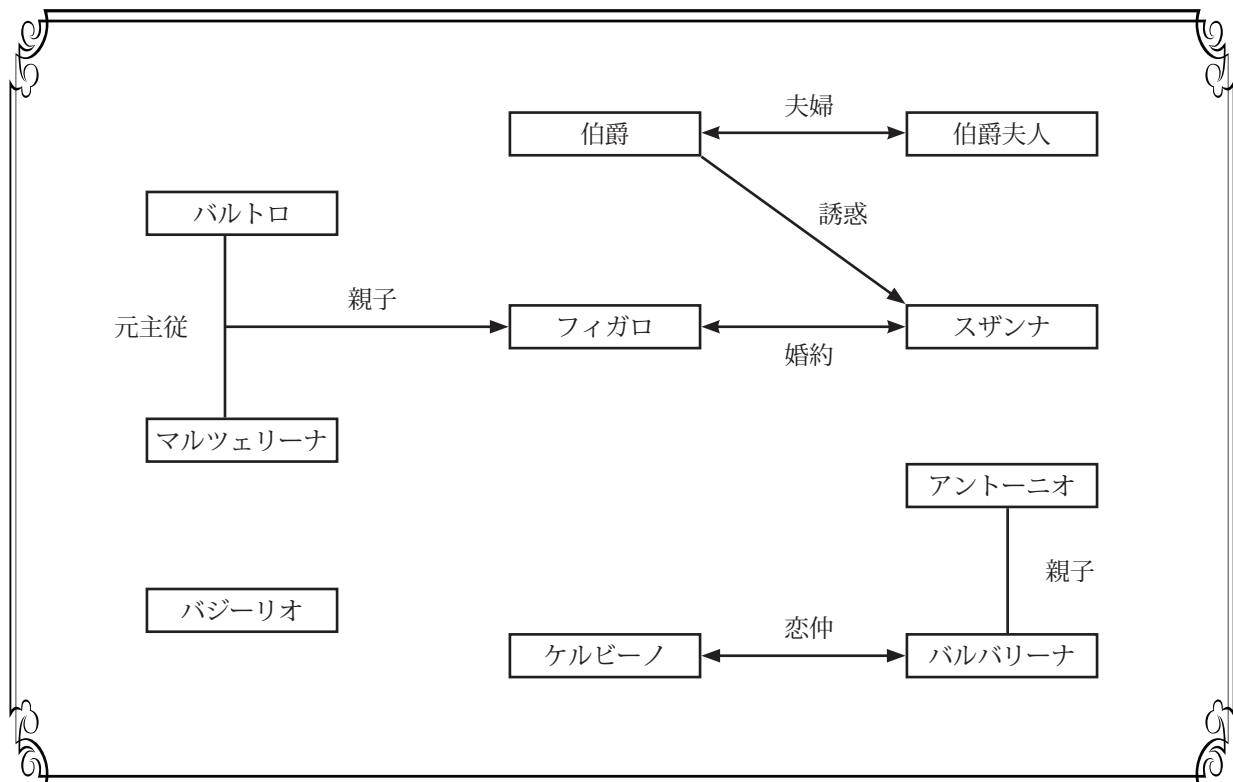 夫婦
伯爵
伯爵夫人
誘惑
バルトロ
親子
元主従
フィガロ
スザンナ
婚約
マルツェリーナ
アントーニオ
親子
バジーリオ
恋仲
ケルビーノ
バルバリーナ